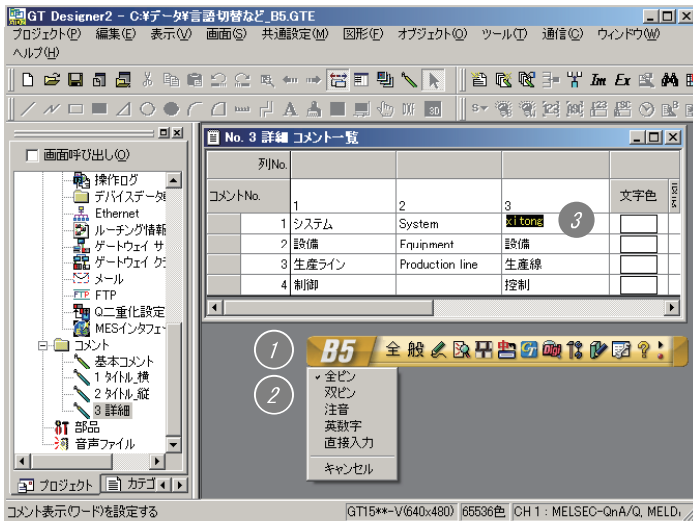 GT Designer2 - C:¥データ¥言語切替など_B5.GTE
プロジェクト(P) 編集(E) 表示(V) 画面(S) 共通設定(M) 図形(F) オブジェクト(O) ツール(T) 通信(C) ウィンドウ(W)
ヘルプ(H)
Im Ex
A DXF 3D
S
画面呼び出し(O)
操作ログ
デバイスデータ
Ethernet
ルーチング情報
ゲートウェイ サ
ゲートウェイ ク
メール
FTP FTP
Q二重化設定
MESインタフェ
コメント
基本コメント
1 タイトル_横
2 タイトル_縦
3 詳細
部品
音声ファイル
プロジェクト カテゴ
No. 3 詳細 コメント一覧
列No.
コメントNo. 1 2 3 文字色
1 システム System xitong 3
2 設備 Equipment 設備
3 生産ライン Production line 生産線
4 制御 控制
1 B5 全 般
2
全ピン
双ピン
注音
英数字
直接入力
キャンセル
コメント表示(ワード)を設定する GT15**-V(640x480) 65536色 CH 1 : MELSEC-QnA/Q, MELD